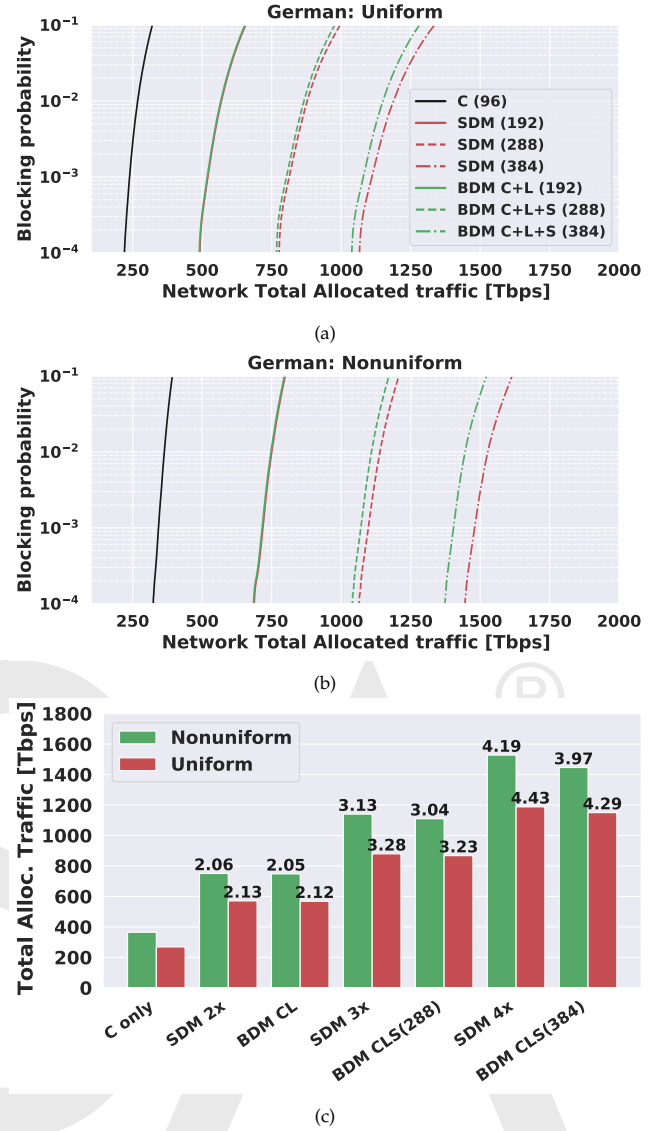 German: Uniform
Blocking probability
10⁻¹
10⁻²
10⁻³
10⁻⁴
C (96)
SDM (192)
SDM (288)
SDM (384)
BDM C+L (192)
BDM C+L+S (288)
BDM C+L+S (384)
250 500 750 1000 1250 1500 1750 2000
Network Total Allocated traffic [Tbps]
(a)
German: Nonuniform
Blocking probability
10⁻¹
10⁻²
10⁻³
10⁻⁴
250 500 750 1000 1250 1500 1750 2000
Network Total Allocated traffic [Tbps]
(b)
®
Total Alloc. Traffic [Tbps]
1800
1600
1400
1200
1000
800
600
400
200
0
Nonuniform
Uniform
2.06
2.13
2.05
2.12
3.13
3.28
3.04
3.23
4.19
4.43
3.97
4.29
C only
SDM 2x
BDM CL
SDM 3x
BDM CLS(288)
SDM 4x
BDM CLS(384)
(c)